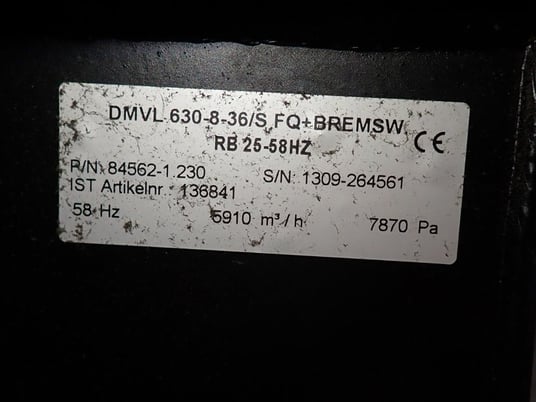 DMVL 630-8-36/S FQ+BREMSW
RB 25-58HZ
CE
P/N: 84562-1.230 S/N: 1309-264561
IST Artikelnr. 136841
58 Hz 5910 m³/h 7870 Pa